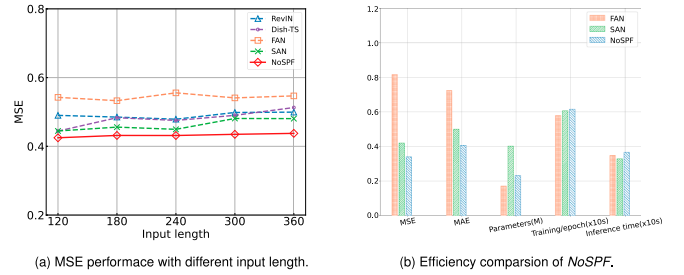 0.8
0.6
0.4
0.2
MSE
120
180
240
300
360
Input length
RevIN
Dish-TS
FAN
SAN
NoSPF
(a) MSE performace with different input length.
1.2
1.0
0.8
0.6
0.4
0.2
0.0
MSE
MAE
Parameters(M)
Training/epoch(x10s)
Inference time(x10s)
FAN
SAN
NoSPF
(b) Efficiency comparsion of NoSPF.